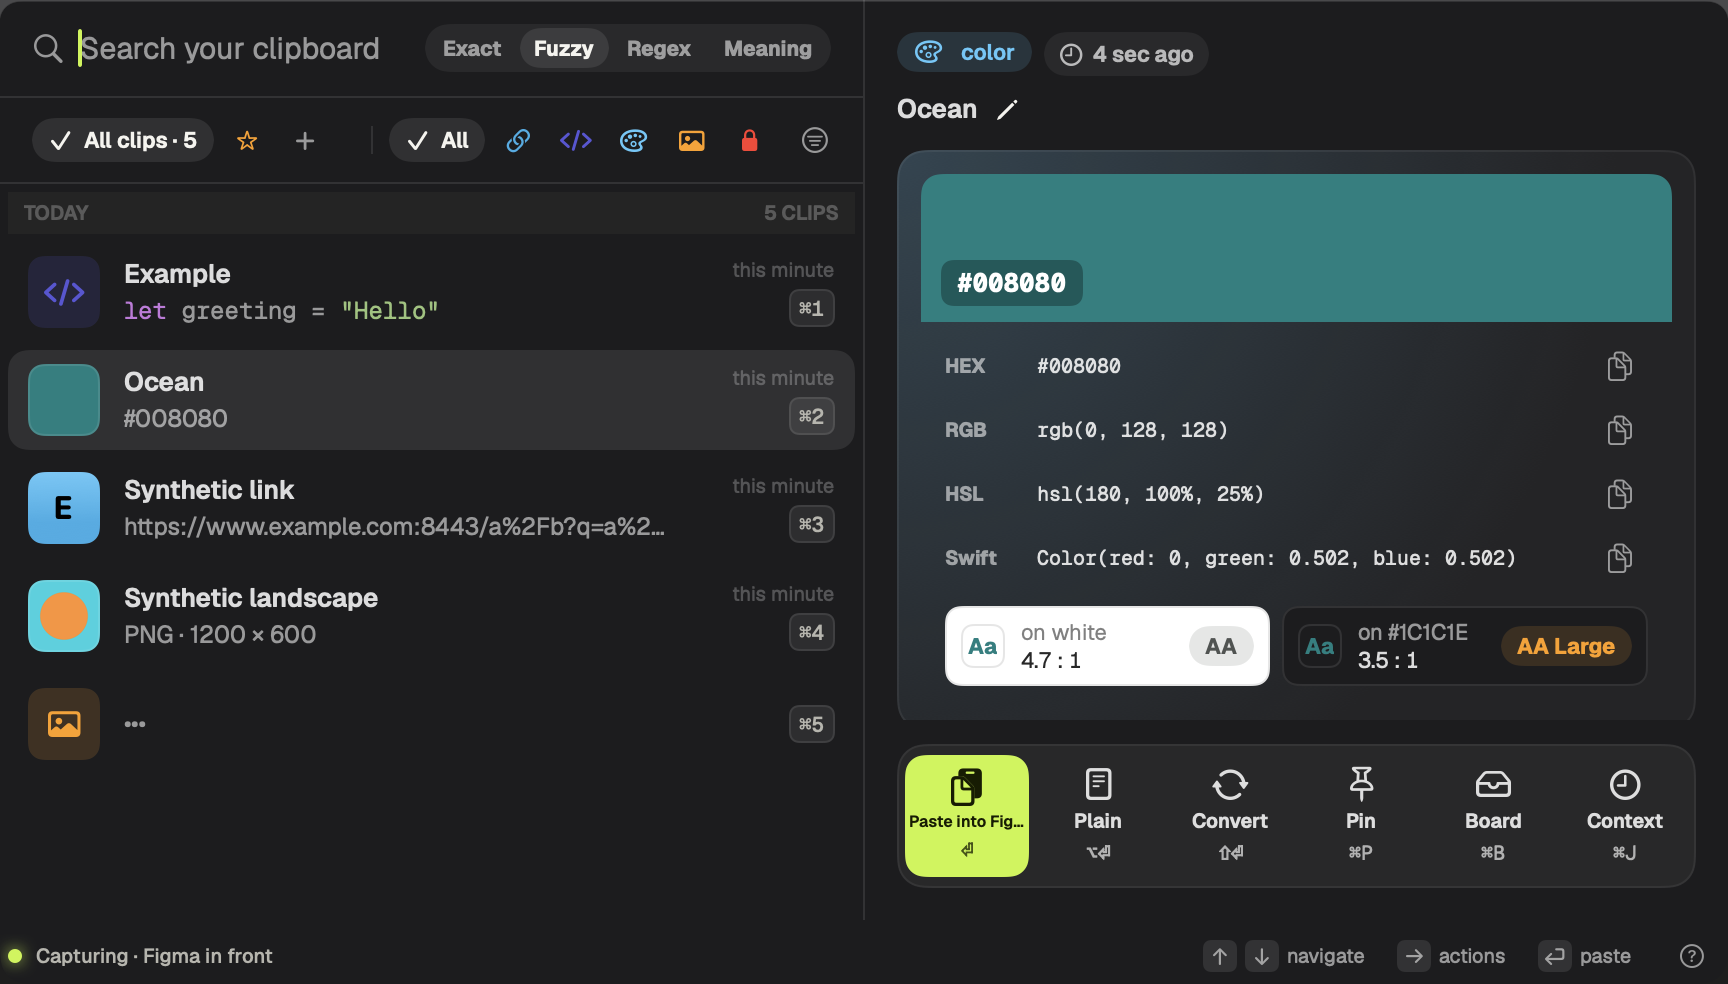 Search your clipboard
Exact Fuzzy Regex Meaning
All clips · 5
All
TODAY 5 CLIPS
Example this minute
let greeting = "Hello" ⌘1
Ocean this minute
#008080 ⌘2
E
Synthetic link this minute
https://www.example.com:8443/a%2Fb?q=a%2... ⌘3
Synthetic landscape this minute
PNG · 1200 × 600 ⌘4
••• ⌘5
Capturing · Figma in front
color 4 sec ago
Ocean
#008080
HEX #008080
RGB rgb(0, 128, 128)
HSL hsl(180, 100%, 25%)
Swift Color(red: 0, green: 0.502, blue: 0.502)
Aa on white 4.7 : 1 AA
Aa on #1C1C1E 3.5 : 1 AA Large
Paste into Fig... Plain Convert Pin Board Context
⏎ ⌥⏎ ⇧⏎ ⌘P ⌘B ⌘J
↑ ↓ navigate → actions ↩ paste ?